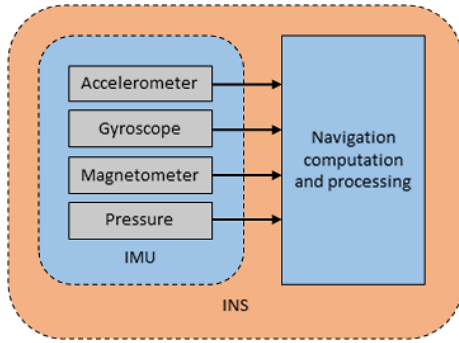 Accelerometer
Gyroscope
Magnetometer
Pressure
IMU
Navigation
computation
and processing
INS